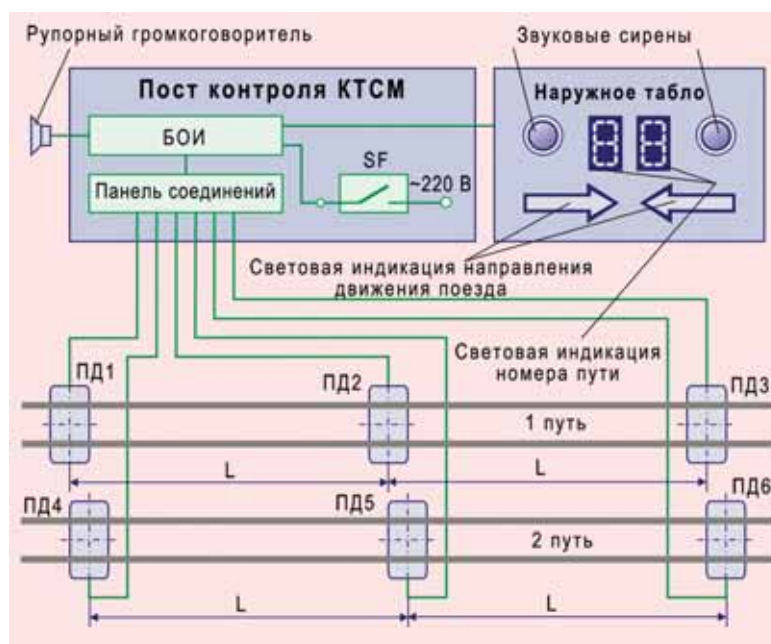 Рупорный громкоговоритель
Звуковые сирены
Пост контроля КТСМ
Наружное табло
БОИ
SF
~220 В
Панель соединений
Световая индикация направления
движения поезда
Световая индикация
номера пути
ПД1
ПД2
ПД3
1 путь
L
L
ПД4
ПД5
ПД6
2 путь
L
L